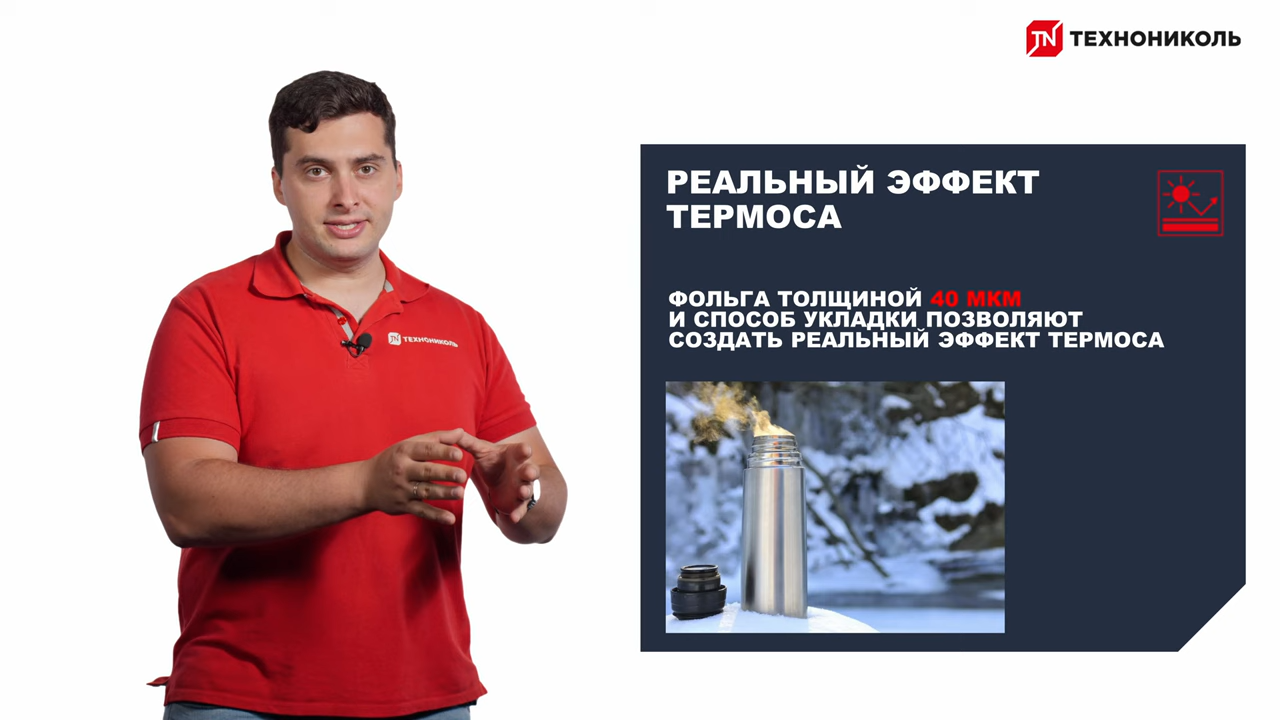 ТЕХНОНИКОЛЬ
РЕАЛЬНЫЙ ЭФФЕКТ
ТЕРМОСА
ФОЛЬГА ТОЛЩИНОЙ 40 МКМ
И СПОСОБ УКЛАДКИ ПОЗВОЛЯЮТ
СОЗДАТЬ РЕАЛЬНЫЙ ЭФФЕКТ ТЕРМОСА
ТЕХНОНИКОЛЬ